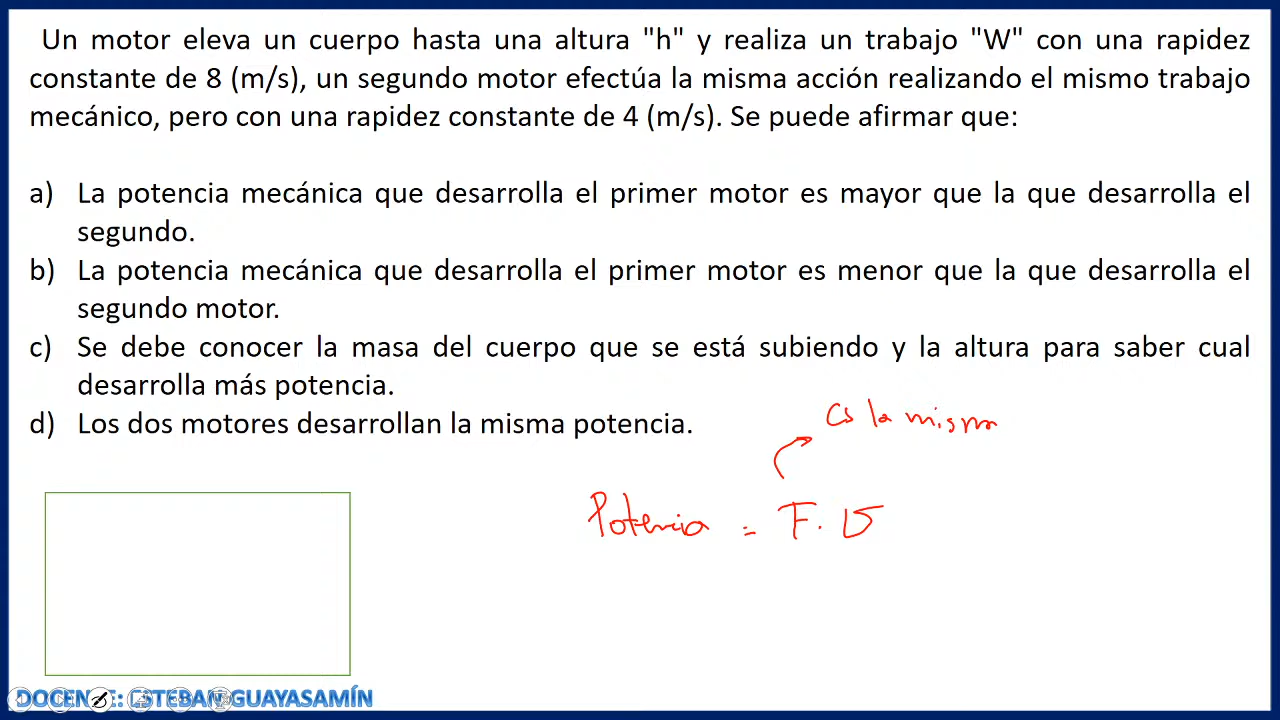 Un motor eleva un cuerpo hasta una altura "h" y realiza un trabajo "W" con una rapidez
constante de 8 (m/s), un segundo motor efectúa la misma acción realizando el mismo trabajo
mecánico, pero con una rapidez constante de 4 (m/s). Se puede afirmar que:
a) La potencia mecánica que desarrolla el primer motor es mayor que la que desarrolla el
segundo.
b) La potencia mecánica que desarrolla el primer motor es menor que la que desarrolla el
segundo motor.
c) Se debe conocer la masa del cuerpo que se está subiendo y la altura para saber cual
desarrolla más potencia.
d) Los dos motores desarrollan la misma potencia.
es la misma
Potencia = F. V
DOCENTE: ESTEBAN GUAYASAMÍN